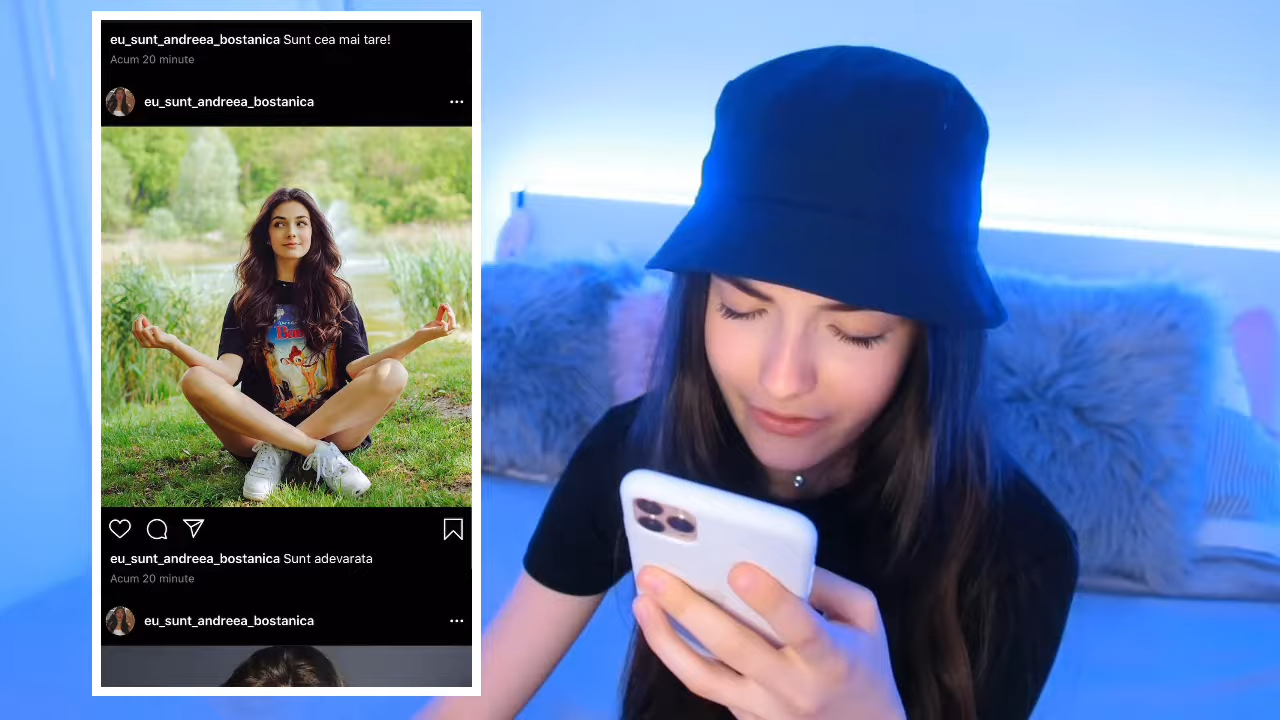 eu_sunt_andreea_bostanica Sunt cea mai tare!
Acum 20 minute
eu_sunt_andreea_bostanica
eu_sunt_andreea_bostanica Sunt adevarata
Acum 20 minute
eu_sunt_andreea_bostanica